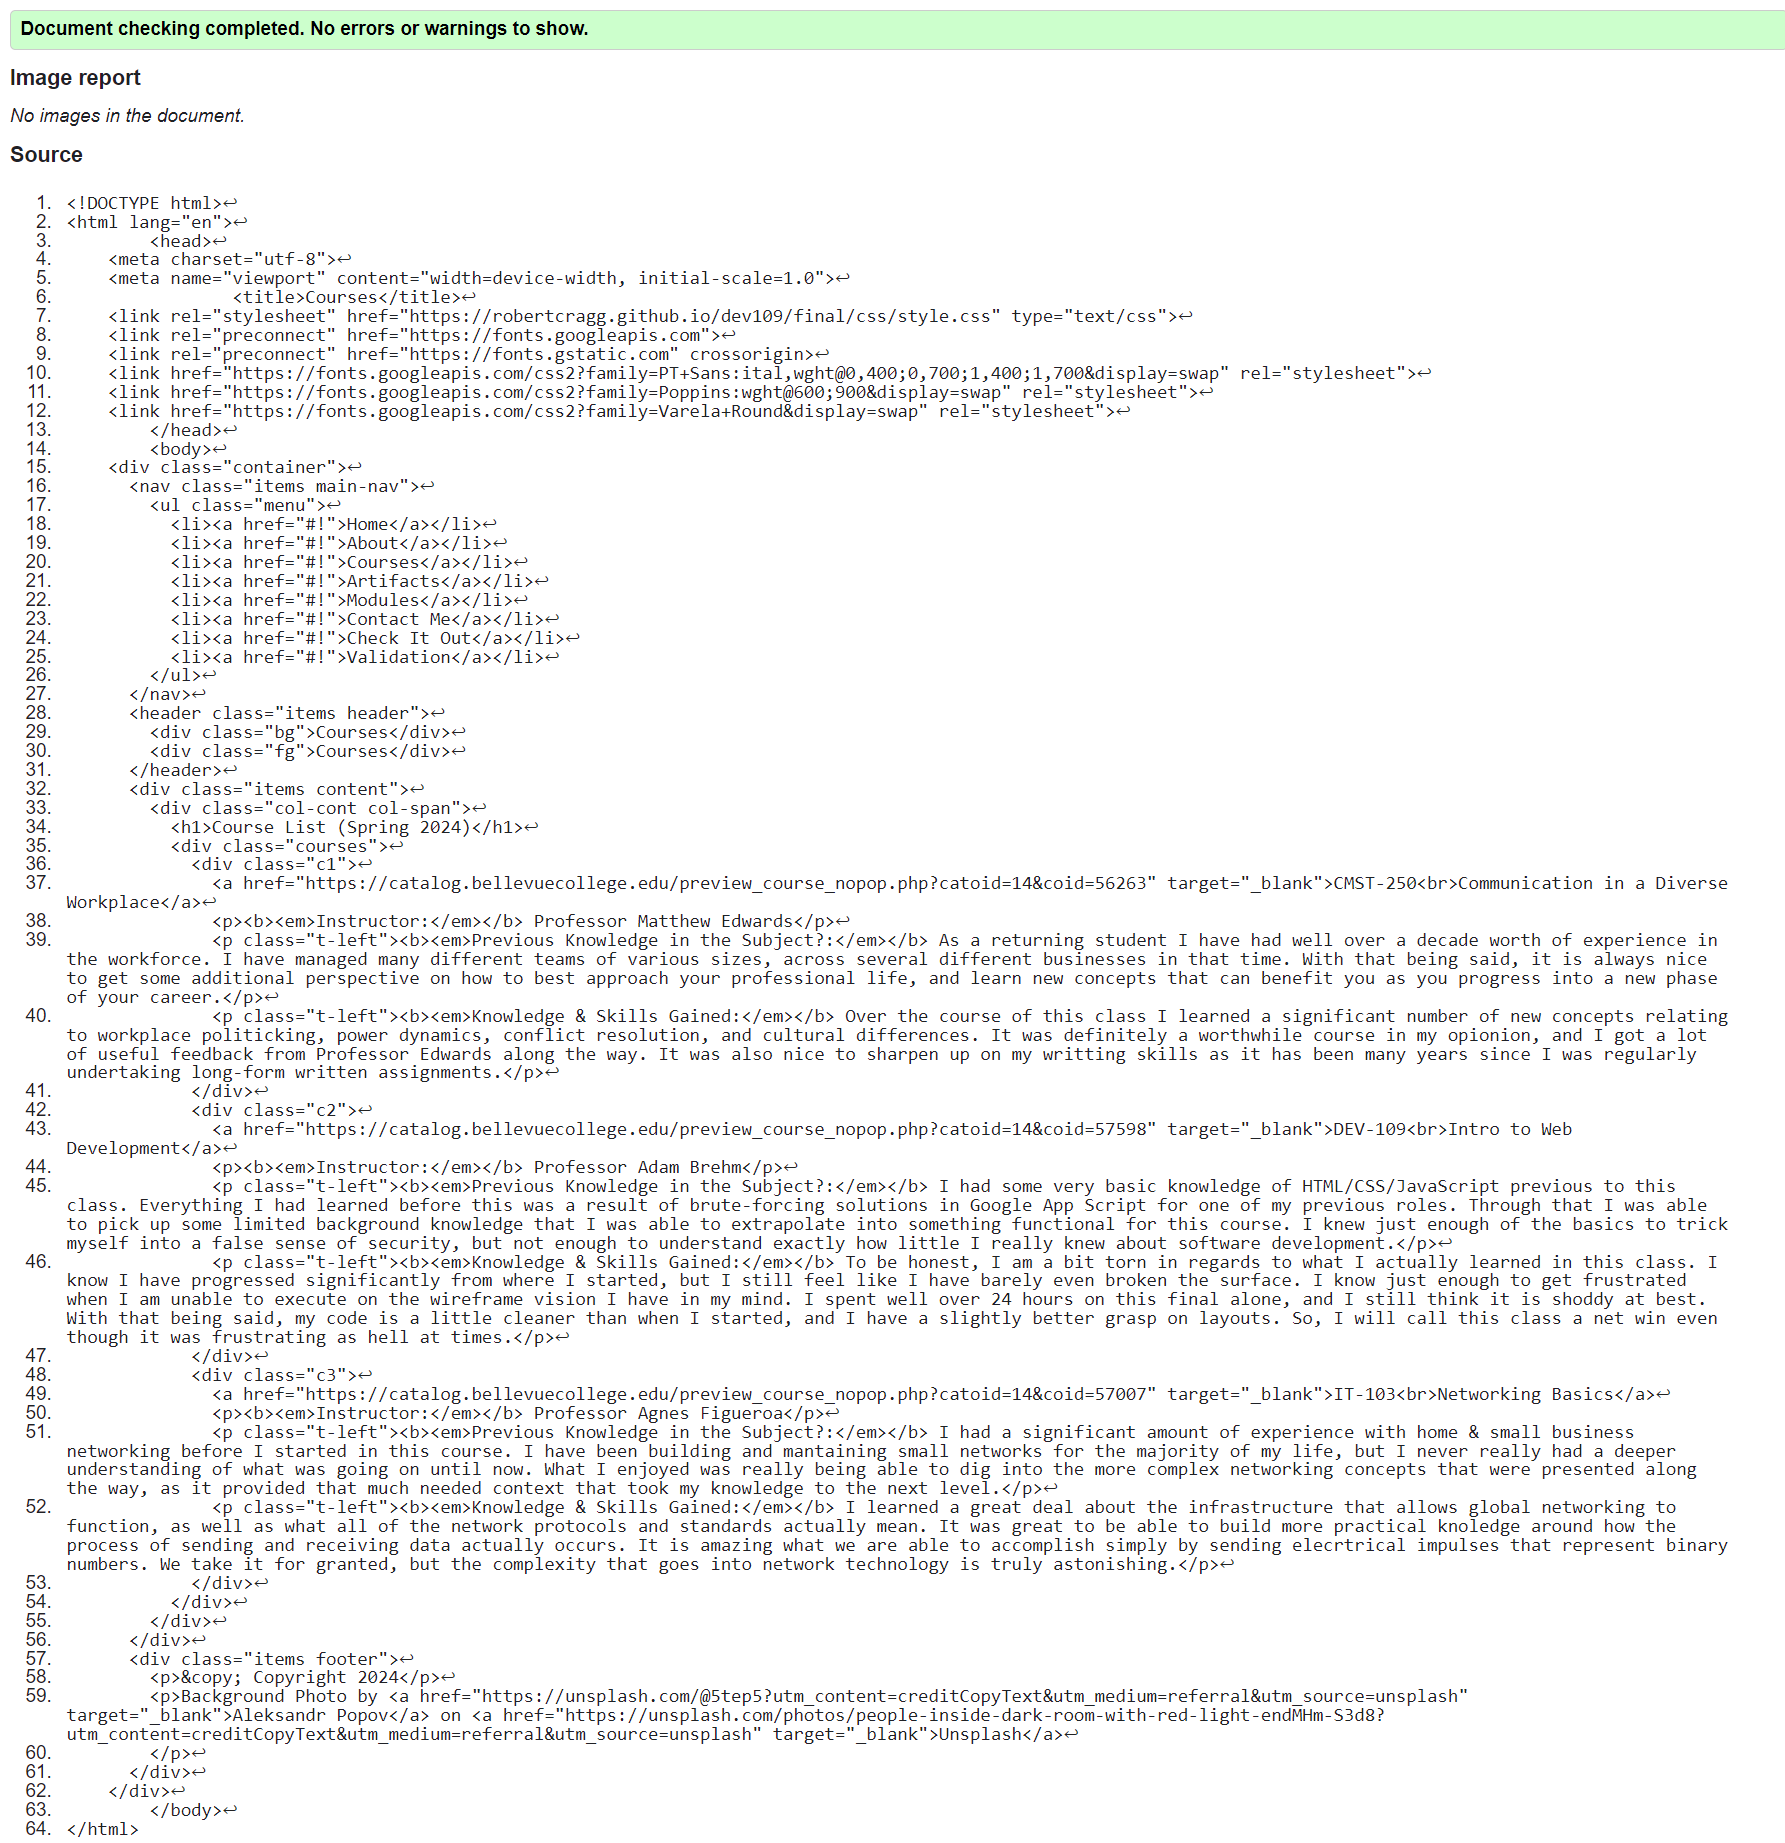 Document checking completed. No errors or warnings to show.
Image report
No images in the document.
Source
1. <!DOCTYPE html>↩
2. <html lang="en">↩
3. <head>↩
4. <meta charset="utf-8">↩
5. <meta name="viewport" content="width=device-width, initial-scale=1.0">↩
6. <title>Courses</title>↩
7. <link rel="stylesheet" href="https://robertcragg.github.io/dev109/final/css/style.css" type="text/css">↩
8. <link rel="preconnect" href="https://fonts.googleapis.com">↩
9. <link rel="preconnect" href="https://fonts.gstatic.com" crossorigin>↩
10. <link href="https://fonts.googleapis.com/css2?family=PT+Sans:ital,wght@0,400;0,700;1,400;1,700&display=swap" rel="stylesheet">↩
11. <link href="https://fonts.googleapis.com/css2?family=Poppins:wght@600;900&display=swap" rel="stylesheet">↩
12. <link href="https://fonts.googleapis.com/css2?family=Varela+Round&display=swap" rel="stylesheet">↩
13. </head>↩
14. <body>↩
15. <div class="container">↩
16. <nav class="items main-nav">↩
17. <ul class="menu">↩
18. <li><a href="#!">Home</a></li>↩
19. <li><a href="#!">About</a></li>↩
20. <li><a href="#!">Courses</a></li>↩
21. <li><a href="#!">Artifacts</a></li>↩
22. <li><a href="#!">Modules</a></li>↩
23. <li><a href="#!">Contact Me</a></li>↩
24. <li><a href="#!">Check It Out</a></li>↩
25. <li><a href="#!">Validation</a></li>↩
26. </ul>↩
27. </nav>↩
28. <header class="items header">↩
29. <div class="bg">Courses</div>↩
30. <div class="fg">Courses</div>↩
31. </header>↩
32. <div class="items content">↩
33. <div class="col-cont col-span">↩
34. <h1>Course List (Spring 2024)</h1>↩
35. <div class="courses">↩
36. <div class="c1">↩
37. <a href="https://catalog.bellevuecollege.edu/preview_course_nopop.php?catoid=14&coid=56263" target="_blank">CMST-250<br>Communication in a Diverse
Workplace</a>↩
38. <p><b><em>Instructor:</em></b> Professor Matthew Edwards</p>↩
39. <p class="t-left"><b><em>Previous Knowledge in the Subject?:</em></b> As a returning student I have had well over a decade worth of experience in
the workforce. I have managed many different teams of various sizes, across several different businesses in that time. With that being said, it is always nice
to get some additional perspective on how to best approach your professional life, and learn new concepts that can benefit you as you progress into a new phase
of your career.</p>↩
40. <p class="t-left"><b><em>Knowledge & Skills Gained:</em></b> Over the course of this class I learned a significant number of new concepts relating
to workplace politicking, power dynamics, conflict resolution, and cultural differences. It was definitely a worthwhile course in my opionion, and I got a lot
of useful feedback from Professor Edwards along the way. It was also nice to sharpen up on my writting skills as it has been many years since I was regularly
undertaking long-form written assignments.</p>↩
41. </div>↩
42. <div class="c2">↩
43. <a href="https://catalog.bellevuecollege.edu/preview_course_nopop.php?catoid=14&coid=57598" target="_blank">DEV-109<br>Intro to Web
Development</a>↩
44. <p><b><em>Instructor:</em></b> Professor Adam Brehm</p>↩
45. <p class="t-left"><b><em>Previous Knowledge in the Subject?:</em></b> I had some very basic knowledge of HTML/CSS/JavaScript previous to this
class. Everything I had learned before this was a result of brute-forcing solutions in Google App Script for one of my previous roles. Through that I was able
to pick up some limited background knowledge that I was able to extrapolate into something functional for this course. I knew just enough of the basics to trick
myself into a false sense of security, but not enough to understand exactly how little I really knew about software development.</p>↩
46. <p class="t-left"><b><em>Knowledge & Skills Gained:</em></b> To be honest, I am a bit torn in regards to what I actually learned in this class. I
know I have progressed significantly from where I started, but I still feel like I have barely even broken the surface. I know just enough to get frustrated
when I am unable to execute on the wireframe vision I have in my mind. I spent well over 24 hours on this final alone, and I still think it is shoddy at best.
With that being said, my code is a little cleaner than when I started, and I have a slightly better grasp on layouts. So, I will call this class a net win even
though it was frustrating as hell at times.</p>↩
47. </div>↩
48. <div class="c3">↩
49. <a href="https://catalog.bellevuecollege.edu/preview_course_nopop.php?catoid=14&coid=57007" target="_blank">IT-103<br>Networking Basics</a>↩
50. <p><b><em>Instructor:</em></b> Professor Agnes Figueroa</p>↩
51. <p class="t-left"><b><em>Previous Knowledge in the Subject?:</em></b> I had a significant amount of experience with home & small business
networking before I started in this course. I have been building and mantaining small networks for the majority of my life, but I never really had a deeper
understanding of what was going on until now. What I enjoyed was really being able to dig into the more complex networking concepts that were presented along
the way, as it provided that much needed context that took my knowledge to the next level.</p>↩
52. <p class="t-left"><b><em>Knowledge & Skills Gained:</em></b> I learned a great deal about the infrastructure that allows global networking to
function, as well as what all of the network protocols and standards actually mean. It was great to be able to build more practical knoledge around how the
process of sending and receiving data actually occurs. It is amazing what we are able to accomplish simply by sending elecrtrical impulses that represent binary
numbers. We take it for granted, but the complexity that goes into network technology is truly astonishing.</p>↩
53. </div>↩
54. </div>↩
55. </div>↩
56. </div>↩
57. <div class="items footer">↩
58. <p>&copy; Copyright 2024</p>↩
59. <p>Background Photo by <a href="https://unsplash.com/@5tep5?utm_content=creditCopyText&utm_medium=referral&utm_source=unsplash"
target="_blank">Aleksandr Popov</a> on <a href="https://unsplash.com/photos/people-inside-dark-room-with-red-light-endMHm-S3d8?
utm_content=creditCopyText&utm_medium=referral&utm_source=unsplash" target="_blank">Unsplash</a>↩
60. </p>↩
61. </div>↩
62. </div>↩
63. </body>↩
64. </html>